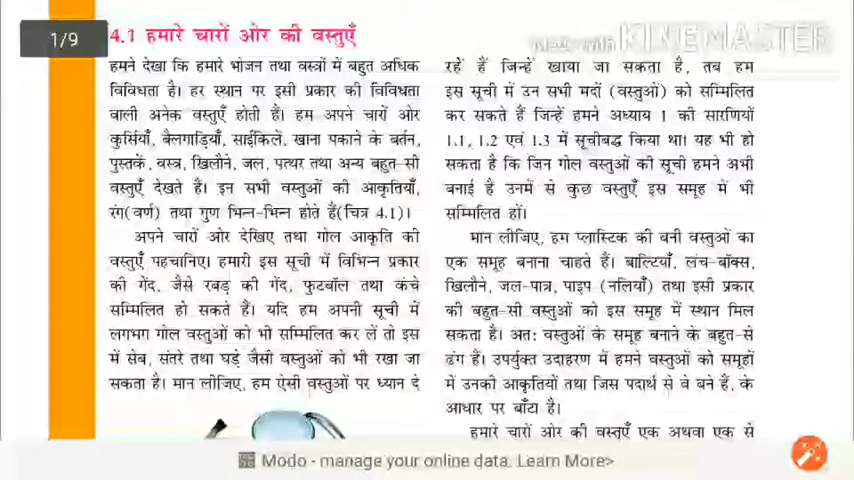 1/9
4.1 हमारे चारों ओर की वस्तुएँ
Made with KINEMASTER
हमने देखा कि हमारे भोजन तथा वस्त्रों में बहुत अधिक
विविधता है। हर स्थान पर इसी प्रकार की विविधता
वाली अनेक वस्तुएँ होती हैं। हम अपने चारों ओर
कुर्सियाँ, बैलगाड़ियाँ, साईकिलें, खाना पकाने के बर्तन,
पुस्तकें, वस्त्र, खिलौने, जल, पत्थर तथा अन्य बहुत-सी
वस्तुएँ देखते हैं। इन सभी वस्तुओं की आकृतियाँ,
रंग(वर्ण) तथा गुण भिन्न-भिन्न होते हैं(चित्र 4.1)।
अपने चारों ओर देखिए तथा गोल आकृति की
वस्तुएँ पहचानिए। हमारी इस सूची में विभिन्न प्रकार
की गेंद, जैसे रबड़ की गेंद, फुटबॉल तथा कंचे
सम्मिलित हो सकते हैं। यदि हम अपनी सूची में
लगभग गोल वस्तुओं को भी सम्मिलित कर लें तो इस
में सेब, संतरे तथा घड़े जैसी वस्तुओं को भी रखा जा
सकता है। मान लीजिए, हम ऐसी वस्तुओं पर ध्यान दे
रहे हैं जिन्हें खाया जा सकता है, तब हम
इस सूची में उन सभी मदों (वस्तुओं) को सम्मिलित
कर सकते हैं जिन्हें हमने अध्याय 1 की सारणियों
1.1, 1.2 एवं 1.3 में सूचीबद्ध किया था। यह भी हो
सकता है कि जिन गोल वस्तुओं की सूची हमने अभी
बनाई है उनमें से कुछ वस्तुएँ इस समूह में भी
सम्मिलित हों।
मान लीजिए, हम प्लास्टिक की बनी वस्तुओं का
एक समूह बनाना चाहते हैं। बाल्टियाँ, लंच-बॉक्स,
खिलौने, जल-पात्र, पाइप (नलियाँ) तथा इसी प्रकार
की बहुत-सी वस्तुओं को इस समूह में स्थान मिल
सकता है। अतः वस्तुओं के समूह बनाने के बहुत-से
ढंग हैं। उपर्युक्त उदाहरण में हमने वस्तुओं को समूहों
में उनकी आकृतियों तथा जिस पदार्थ से वे बने हैं, के
आधार पर बाँटा है।
हमारे चारों ओर की वस्तुएँ एक अथवा एक से
Modo - manage your online data. Learn More>